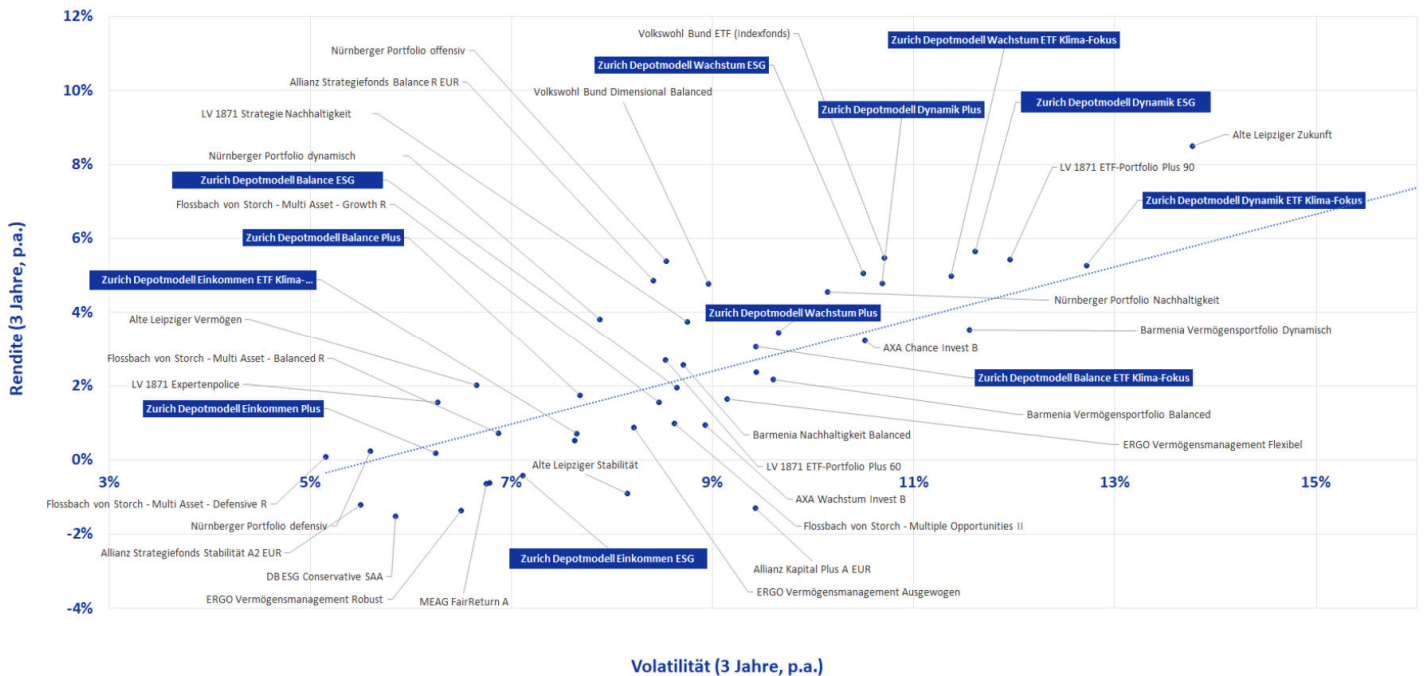 12%
Volkswohl Bund ETF (Indexfonds)
Zurich Depotmodell Wachstum ETF Klima-Fokus
Nürnberger Portfolio offensiv
Zurich Depotmodell Wachstum ESG
Allianz Strategiefonds Balance R EUR
10%
Volkswohl Bund Dimensional Balanced
Zurich Depotmodell Dynamik ESG
Zurich Depotmodell Dynamik Plus
LV 1871 Strategie Nachhaltigkeit
Alte Leipziger Zukunft
8%
Nürnberger Portfolio dynamisch
LV 1871 ETF-Portfolio Plus 90
Zurich Depotmodell Balance ESG
Flossbach von Storch - Multi Asset - Growth R
Zurich Depotmodell Dynamik ETF Klima-Fokus
6%
Zurich Depotmodell Balance Plus
Zurich Depotmodell Einkommen ETF Klima-...
Nürnberger Portfolio Nachhaltigkeit
4%
Zurich Depotmodell Wachstum Plus
Alte Leipziger Vermögen
Barmenia Vermögensportfolio Dynamisch
AXA Chance Invest B
Flossbach von Storch - Multi Asset - Balanced R
Zurich Depotmodell Balance ETF Klima-Fokus
2%
LV 1871 Expertenpolice
Zurich Depotmodell Einkommen Plus
Barmenia Vermögensportfolio Balanced
Barmenia Nachhaltigkeit Balanced
ERGO Vermögensmanagement Flexibel
0%
Alte Leipziger Stabilität
LV 1871 ETF-Portfolio Plus 60
3%
5%
7%
9%
11%
13%
15%
Flossbach von Storch - Multi Asset - Defensive R
AXA Wachstum Invest B
Nürnberger Portfolio defensiv
Flossbach von Storch - Multiple Opportunities II
-2%
Allianz Strategiefonds Stabilität A2 EUR
Zurich Depotmodell Einkommen ESG
Allianz Kapital Plus A EUR
DB ESG Conservative SAA
ERGO Vermögensmanagement Ausgewogen
ERGO Vermögensmanagement Robust
MEAG FairReturn A
-4%
Rendite (3 Jahre, p.a.)
Volatilität (3 Jahre, p.a.)